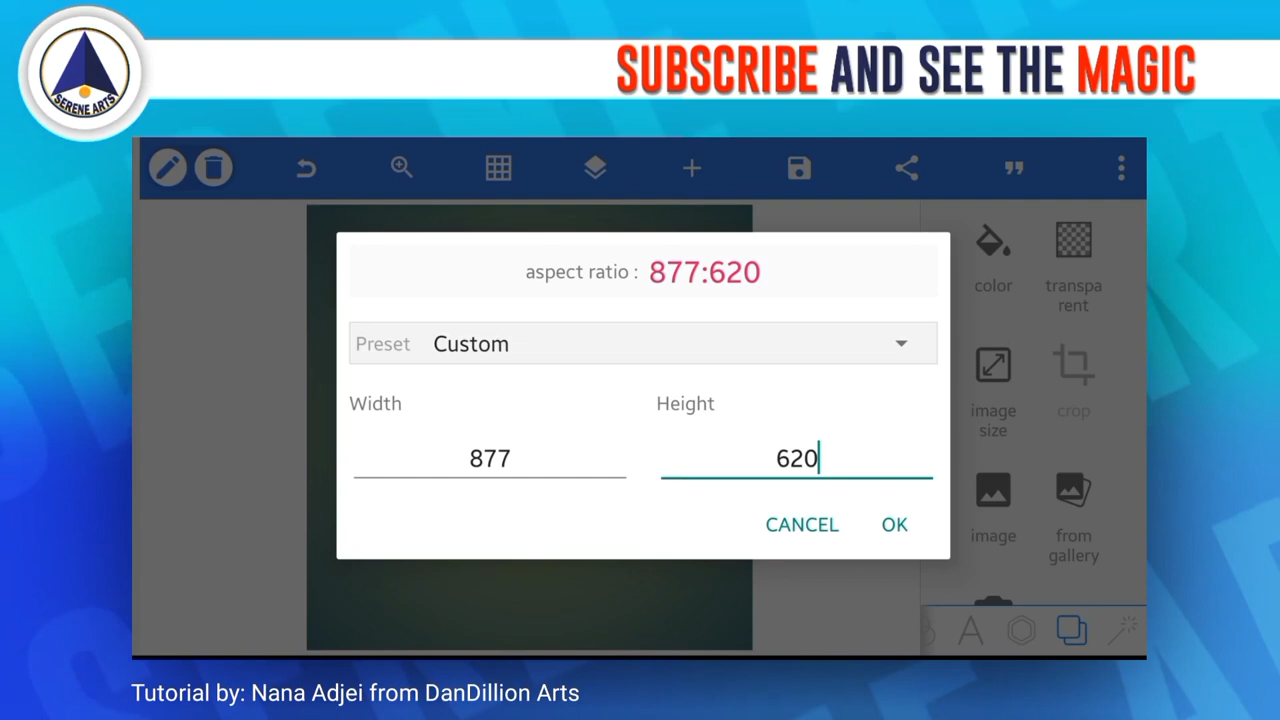 SERENE ARTS
SUBSCRIBE AND SEE THE MAGIC
aspect ratio : 877:620
Preset Custom
Width Height
877 620
CANCEL OK
color transpa
rent
image crop
size
image from
gallery
A
Tutorial by: Nana Adjei from DanDillion Arts